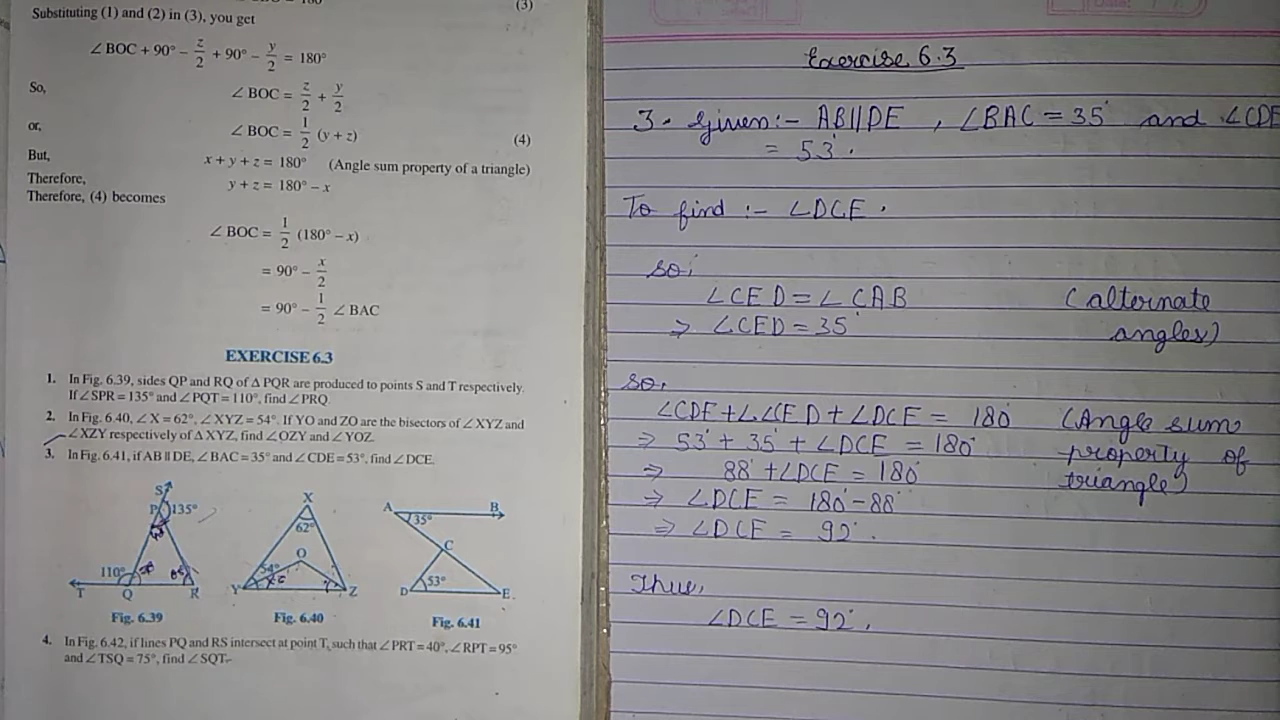 (3)
Substituting (1) and (2) in (3), you get
∠ BOC + 90° – z/2 + 90° – y/2 = 180°
So, ∠ BOC = z/2 + y/2
or, ∠ BOC = 1/2 (y + z) (4)
But, x + y + z = 180° (Angle sum property of a triangle)
Therefore, y + z = 180° – x
Therefore, (4) becomes
∠ BOC = 1/2 (180° – x)
= 90° – x/2
= 90° – 1/2 ∠ BAC
EXERCISE 6.3
1. In Fig. 6.39, sides QP and RQ of Δ PQR are produced to points S and T respectively.
If ∠ SPR = 135° and ∠ PQT = 110°, find ∠ PRQ.
2. In Fig. 6.40, ∠ X = 62°, ∠ XYZ = 54°. If YO and ZO are the bisectors of ∠ XYZ and
∠ XZY respectively of Δ XYZ, find ∠ OZY and ∠ YOZ.
3. In Fig. 6.41, if AB || DE, ∠ BAC = 35° and ∠ CDE = 53°, find ∠ DCE.
S
P 135°
110°
T Q R
Fig. 6.39
X
62°
O
54°
Y Z
Fig. 6.40
A B
35°
C
53°
D E
Fig. 6.41
4. In Fig. 6.42, if lines PQ and RS intersect at point T, such that ∠ PRT = 40°, ∠ RPT = 95°
and ∠ TSQ = 75°, find ∠ SQT.
Exercise 6.3
3. Given:- AB||DE, ∠BAC = 35° and ∠CDE
= 53°.
To find :- ∠DCE.
so,
∠CED = ∠CAB (alternate
⇒ ∠CED = 35° angles)
so,
∠CDE + ∠CED + ∠DCE = 180° (Angle sum
⇒ 53° + 35° + ∠DCE = 180° property of
⇒ 88° + ∠DCE = 180° triangle)
⇒ ∠DCE = 180° - 88°
⇒ ∠DCE = 92°.
Thus,
∠DCE = 92°.